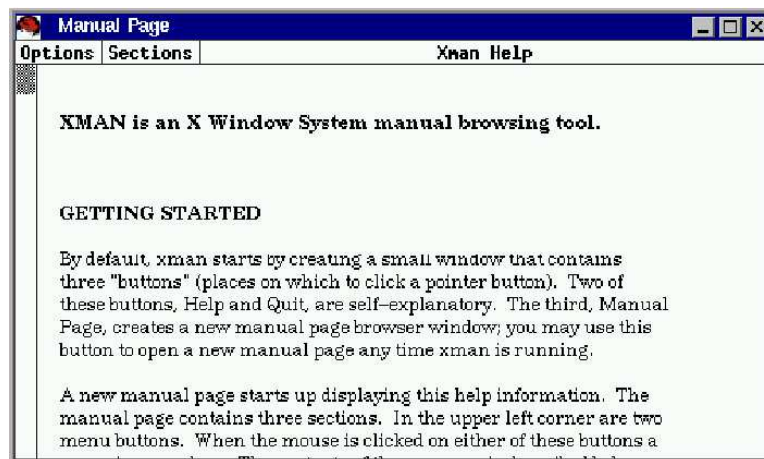 Manual Page
Options Sections Xman Help
XMAN is an X Window System manual browsing tool.
GETTING STARTED
By default, xman starts by creating a small window that contains
three "buttons" (places on which to click a pointer button). Two of
these buttons, Help and Quit, are self-explanatory. The third, Manual
Page, creates a new manual page browser window; you may use this
button to open a new manual page any time xman is running.
A new manual page starts up displaying this help information. The
manual page contains three sections. In the upper left corner are two
menu buttons. When the mouse is clicked on either of these buttons a